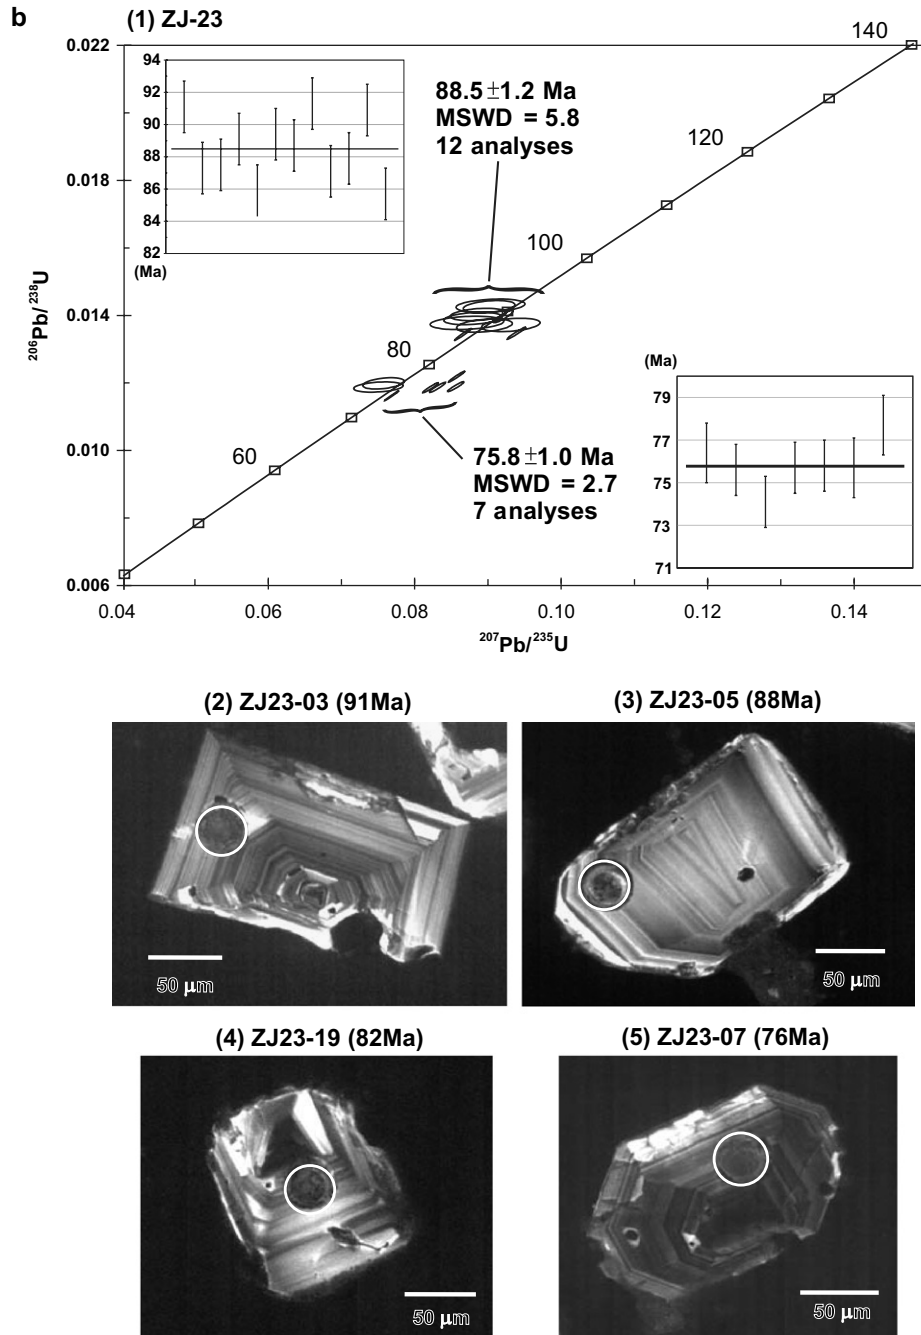 b
(1) ZJ-23
0.022
0.018
0.014
0.010
0.006
0.04
0.06
0.08
0.10
0.12
0.14
206Pb/238U
207Pb/235U
140
120
100
80
60
94
92
90
88
86
84
82
(Ma)
88.5±1.2 Ma
MSWD = 5.8
12 analyses
75.8±1.0 Ma
MSWD = 2.7
7 analyses
(Ma)
79
77
75
73
71
(2) ZJ23-03 (91Ma)
(3) ZJ23-05 (88Ma)
50 μm
50 μm
(4) ZJ23-19 (82Ma)
(5) ZJ23-07 (76Ma)
50 μm
50 μm